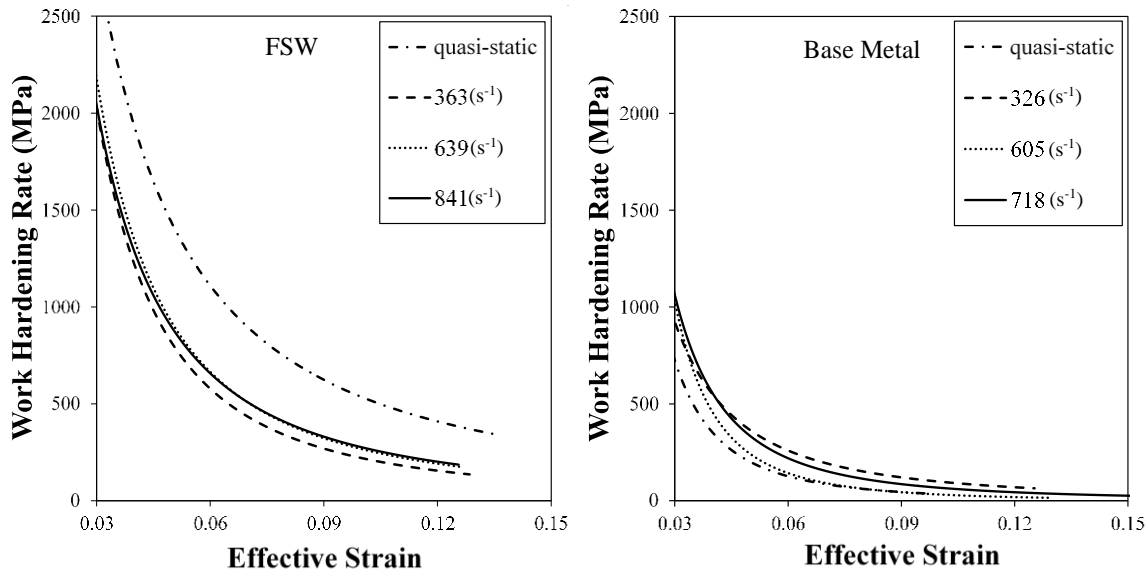 FSW
quasi-static
363(s⁻¹)
639(s⁻¹)
841(s⁻¹)
Work Hardening Rate (MPa)
2500
2000
1500
1000
500
0
0.03
0.06
0.09
0.12
0.15
Effective Strain
Base Metal
quasi-static
326(s⁻¹)
605 (s⁻¹)
718 (s⁻¹)
Work Hardening Rate (MPa)
2500
2000
1500
1000
500
0
0.03
0.06
0.09
0.12
0.15
Effective Strain